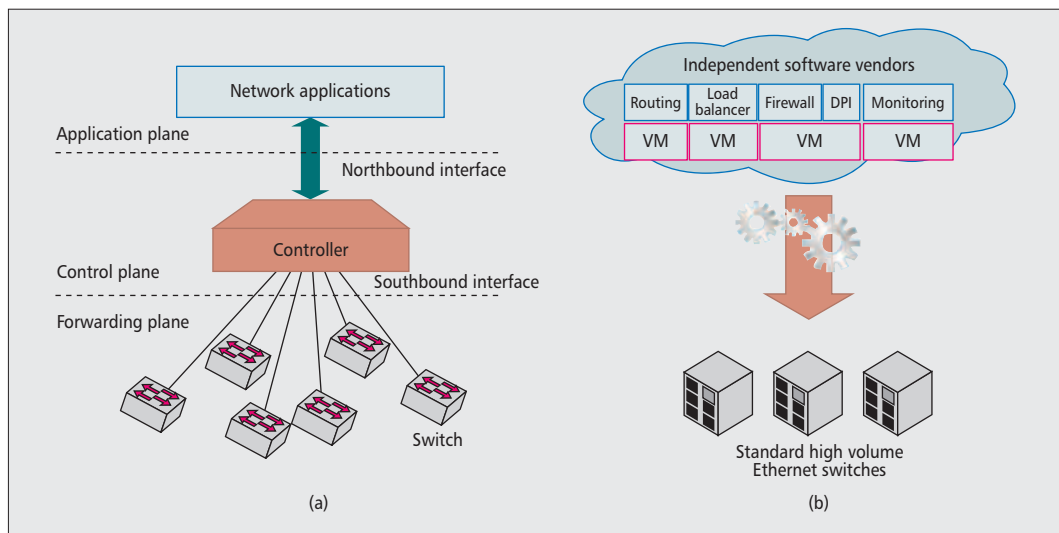 Network applications
Application plane
Northbound interface
Controller
Control plane
Southbound interface
Forwarding plane
Switch
(a)
Independent software vendors
Routing
Load
balancer
Firewall
DPI
Monitoring
VM
VM
VM
VM
Standard high volume
Ethernet switches
(b)